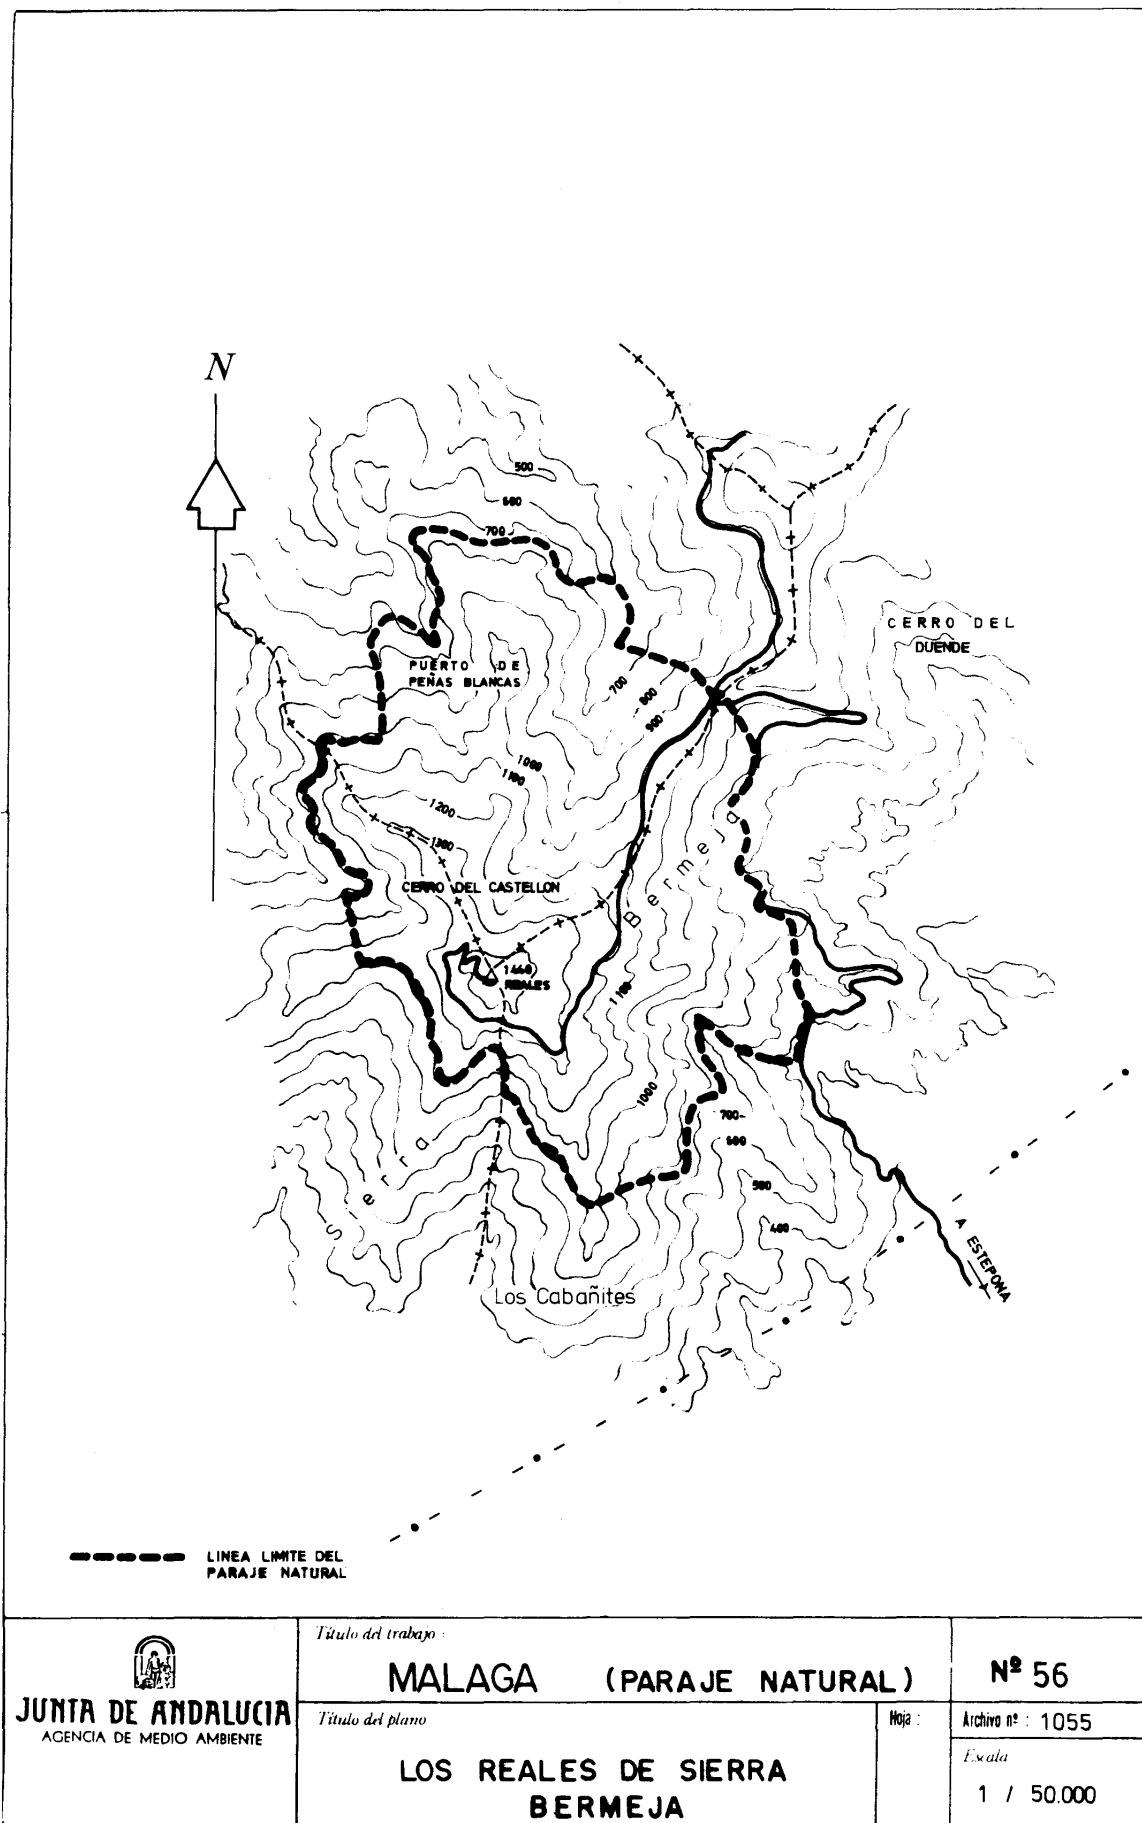 N
500
600
700
CERRO DEL
DUENDE
PUERTO DE
PEÑAS BLANCAS
700
800
900
1000
1100
1200
1300
Bermeja
CERRO DEL CASTELLON
1440
REALES
1100
1000
700
600
500
400
Sierra
A ESTEPONA
Los Cabañites
LINEA LIMITE DEL
PARAJE NATURAL
JUNTA DE ANDALUCIA
AGENCIA DE MEDIO AMBIENTE
Título del trabajo :
MALAGA (PARAJE NATURAL)
Nº 56
Título del plano
LOS REALES DE SIERRA
BERMEJA
Hoja :
Archivo nº : 1055
Escala
1 / 50.000